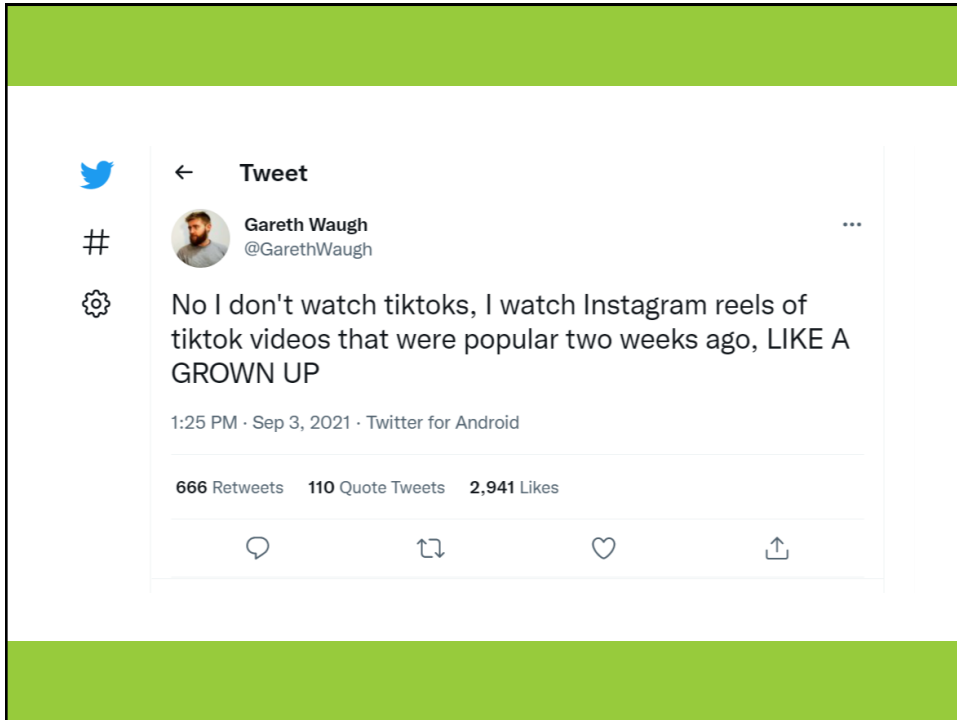 Tweet
Gareth Waugh
@GarethWaugh
No I don't watch tiktoks, I watch Instagram reels of
tiktok videos that were popular two weeks ago, LIKE A
GROWN UP
1:25 PM · Sep 3, 2021 · Twitter for Android
666 Retweets 110 Quote Tweets 2,941 Likes